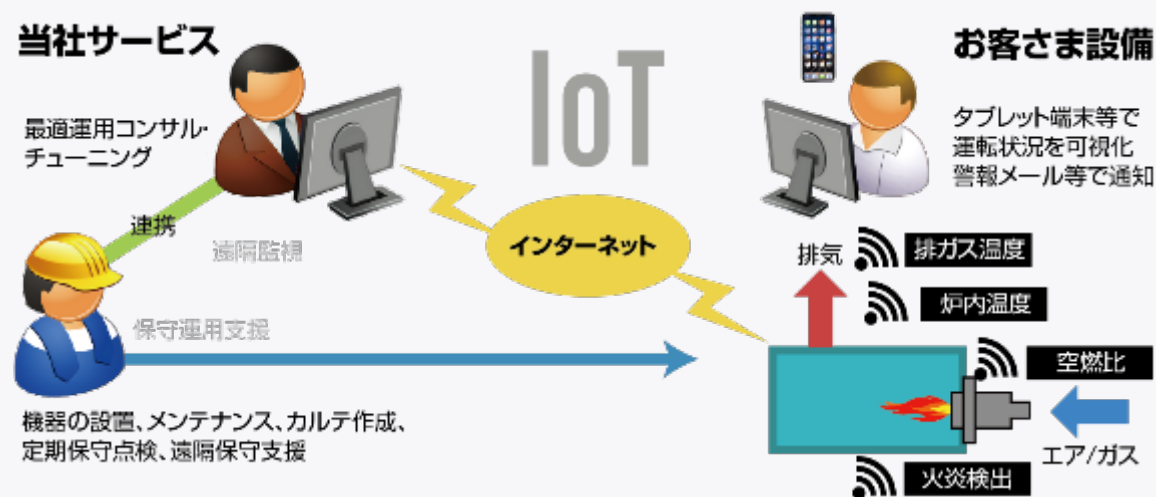 当社サービス
最適運用コンサル・
チューニング
連携
遠隔監視
保守運用支援
機器の設置、メンテナンス、カルテ作成、
定期保守点検、遠隔保守支援
IoT
インターネット
お客さま設備
タブレット端末等で
運転状況を可視化
警報メール等で通知
排気
排ガス温度
炉内温度
空燃比
エア/ガス
火炎検出